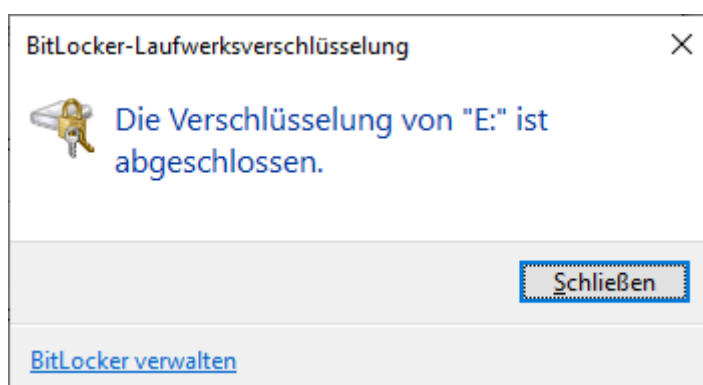 BitLocker-Laufwerksverschlüsselung
Die Verschlüsselung von "E:" ist
abgeschlossen.
Schließen
BitLocker verwalten